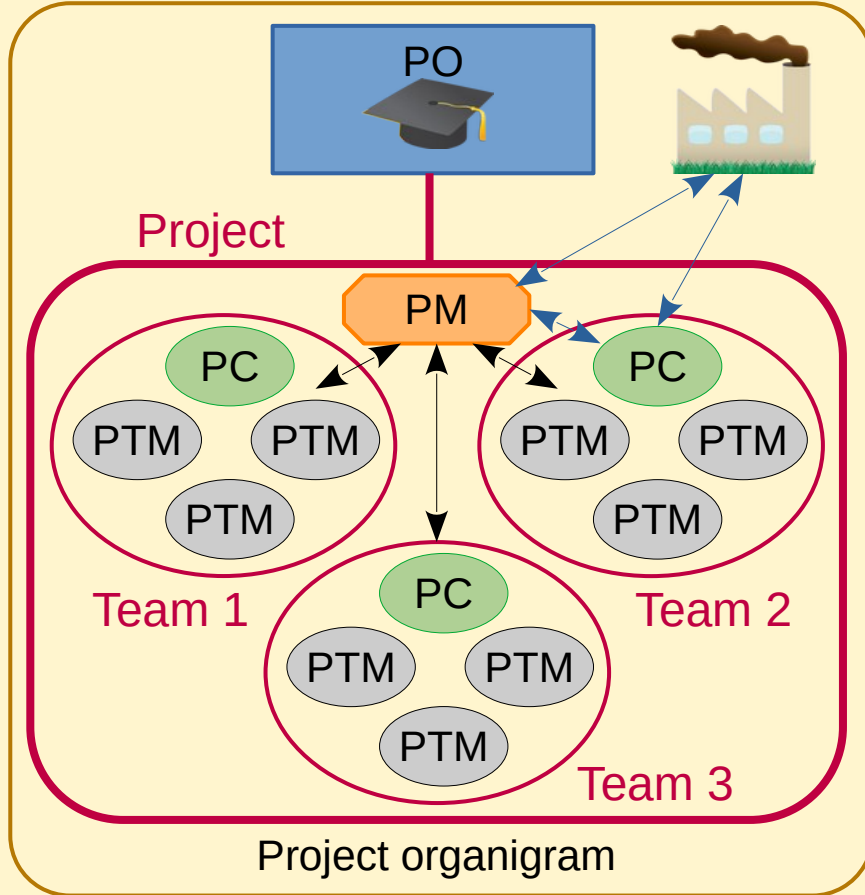 PO
Project
PM
PC
PTM
PTM
PTM
Team 1
PC
PTM
PTM
PTM
Team 2
PC
PTM
PTM
PTM
Team 3
Project organigram